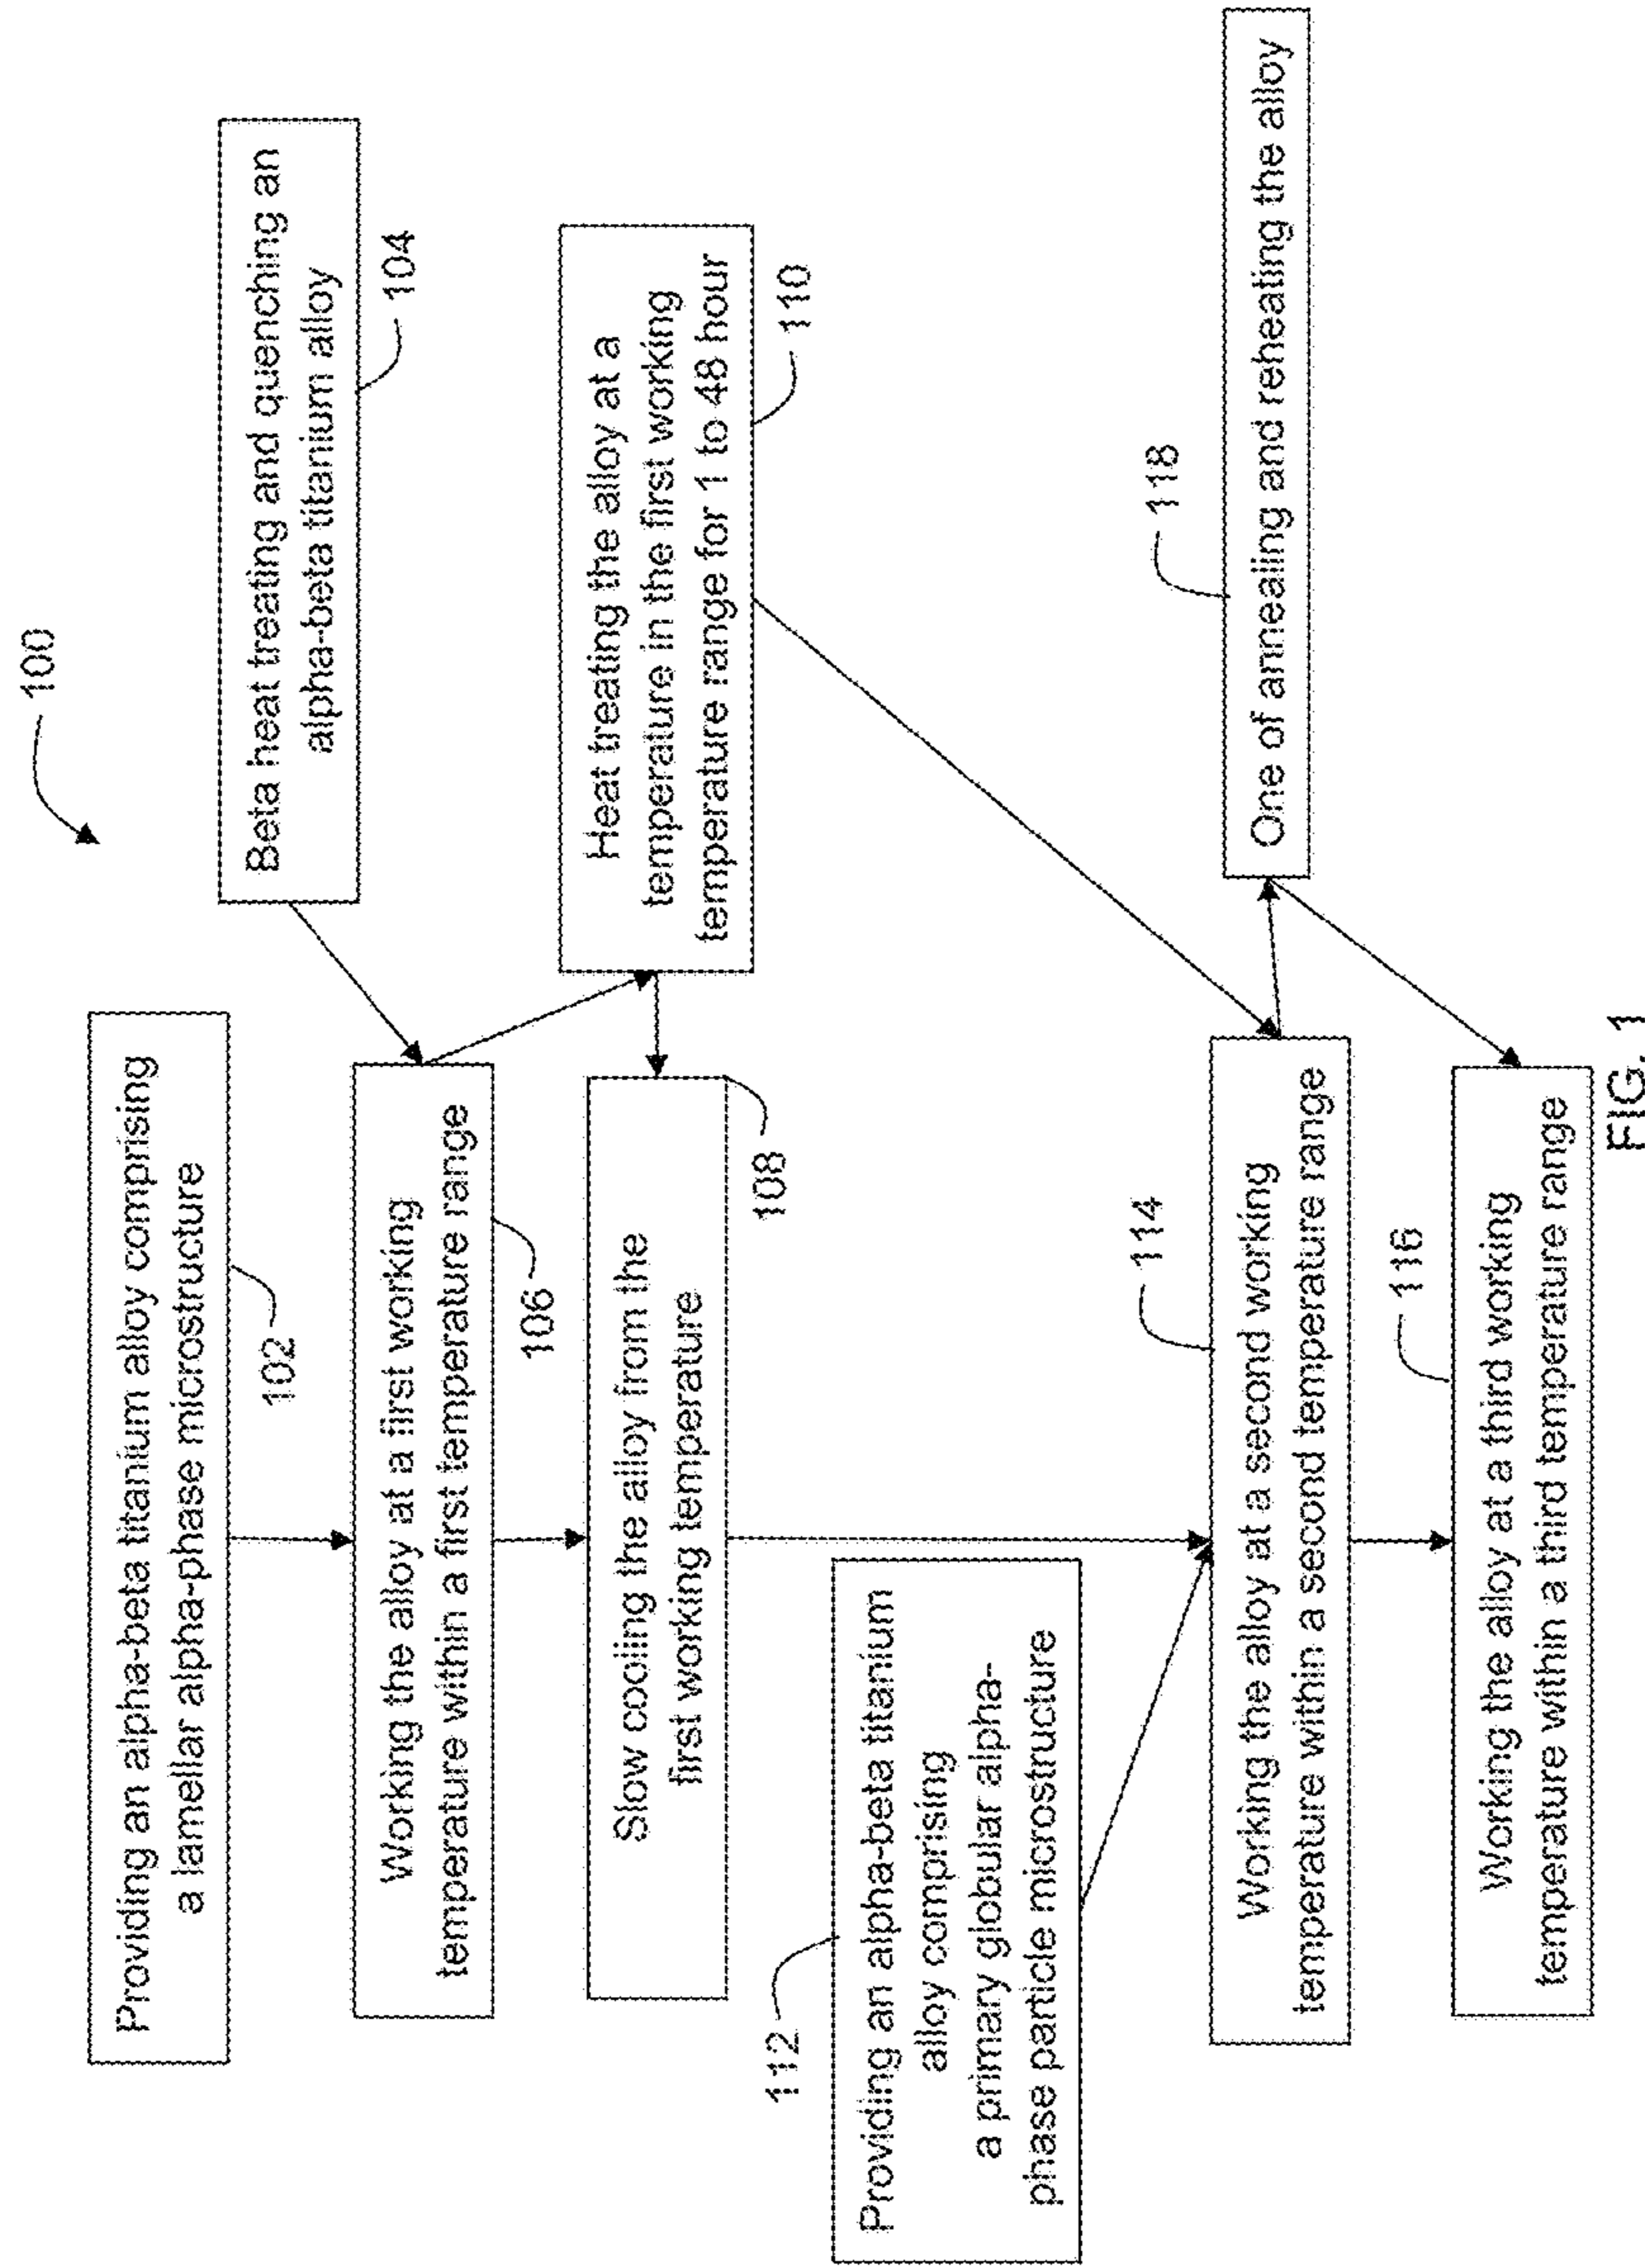 100
Providing an alpha-beta titanium alloy comprising
a lamellar alpha-phase microstructure
102
Beta heat treating and quenching an
alpha-beta titanium alloy
104
Working the alloy at a first working
temperature within a first temperature range
106
Heat treating the alloy at a
temperature in the first working
temperature range for 1 to 48 hour
110
Slow cooling the alloy from the
first working temperature
108
112
Providing an alpha-beta titanium
alloy comprising
a primary globular alpha-
phase particle microstructure
114
Working the alloy at a second working
temperature within a second temperature range
118
One of annealing and reheating the alloy
116
Working the alloy at a third working
temperature within a third temperature range
FIG. 1